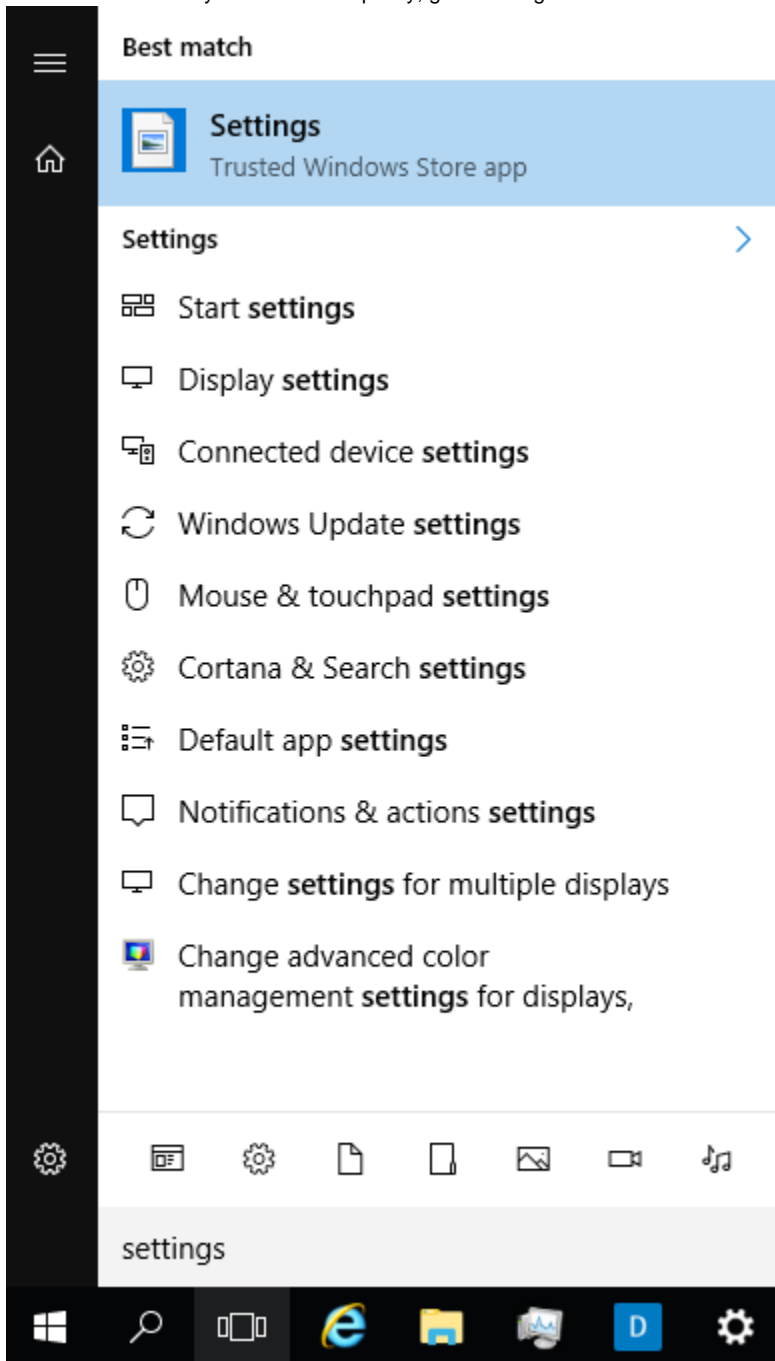 Best match
Settings
Trusted Windows Store app
Settings
Start settings
Display settings
Connected device settings
Windows Update settings
Mouse & touchpad settings
Cortana & Search settings
Default app settings
Notifications & actions settings
Change settings for multiple displays
Change advanced color
management settings for displays,
settings
D